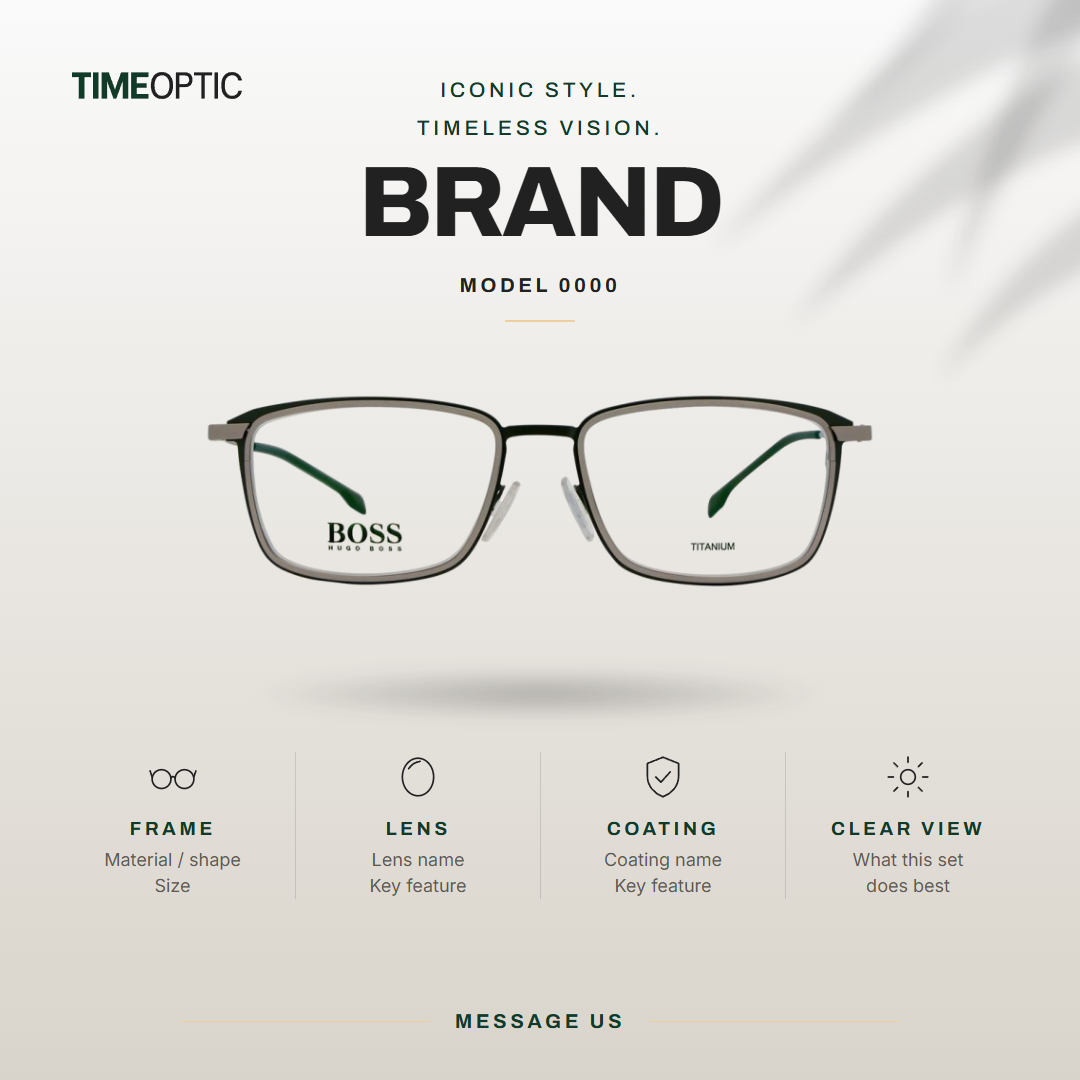 TIMEOPTIC
ICONIC STYLE.
TIMELESS VISION.
BRAND
MODEL 0000
BOSS
HUGO BOSS
TITANIUM
FRAME
Material / shape
Size
LENS
Lens name
Key feature
COATING
Coating name
Key feature
CLEAR VIEW
What this set
does best
MESSAGE US